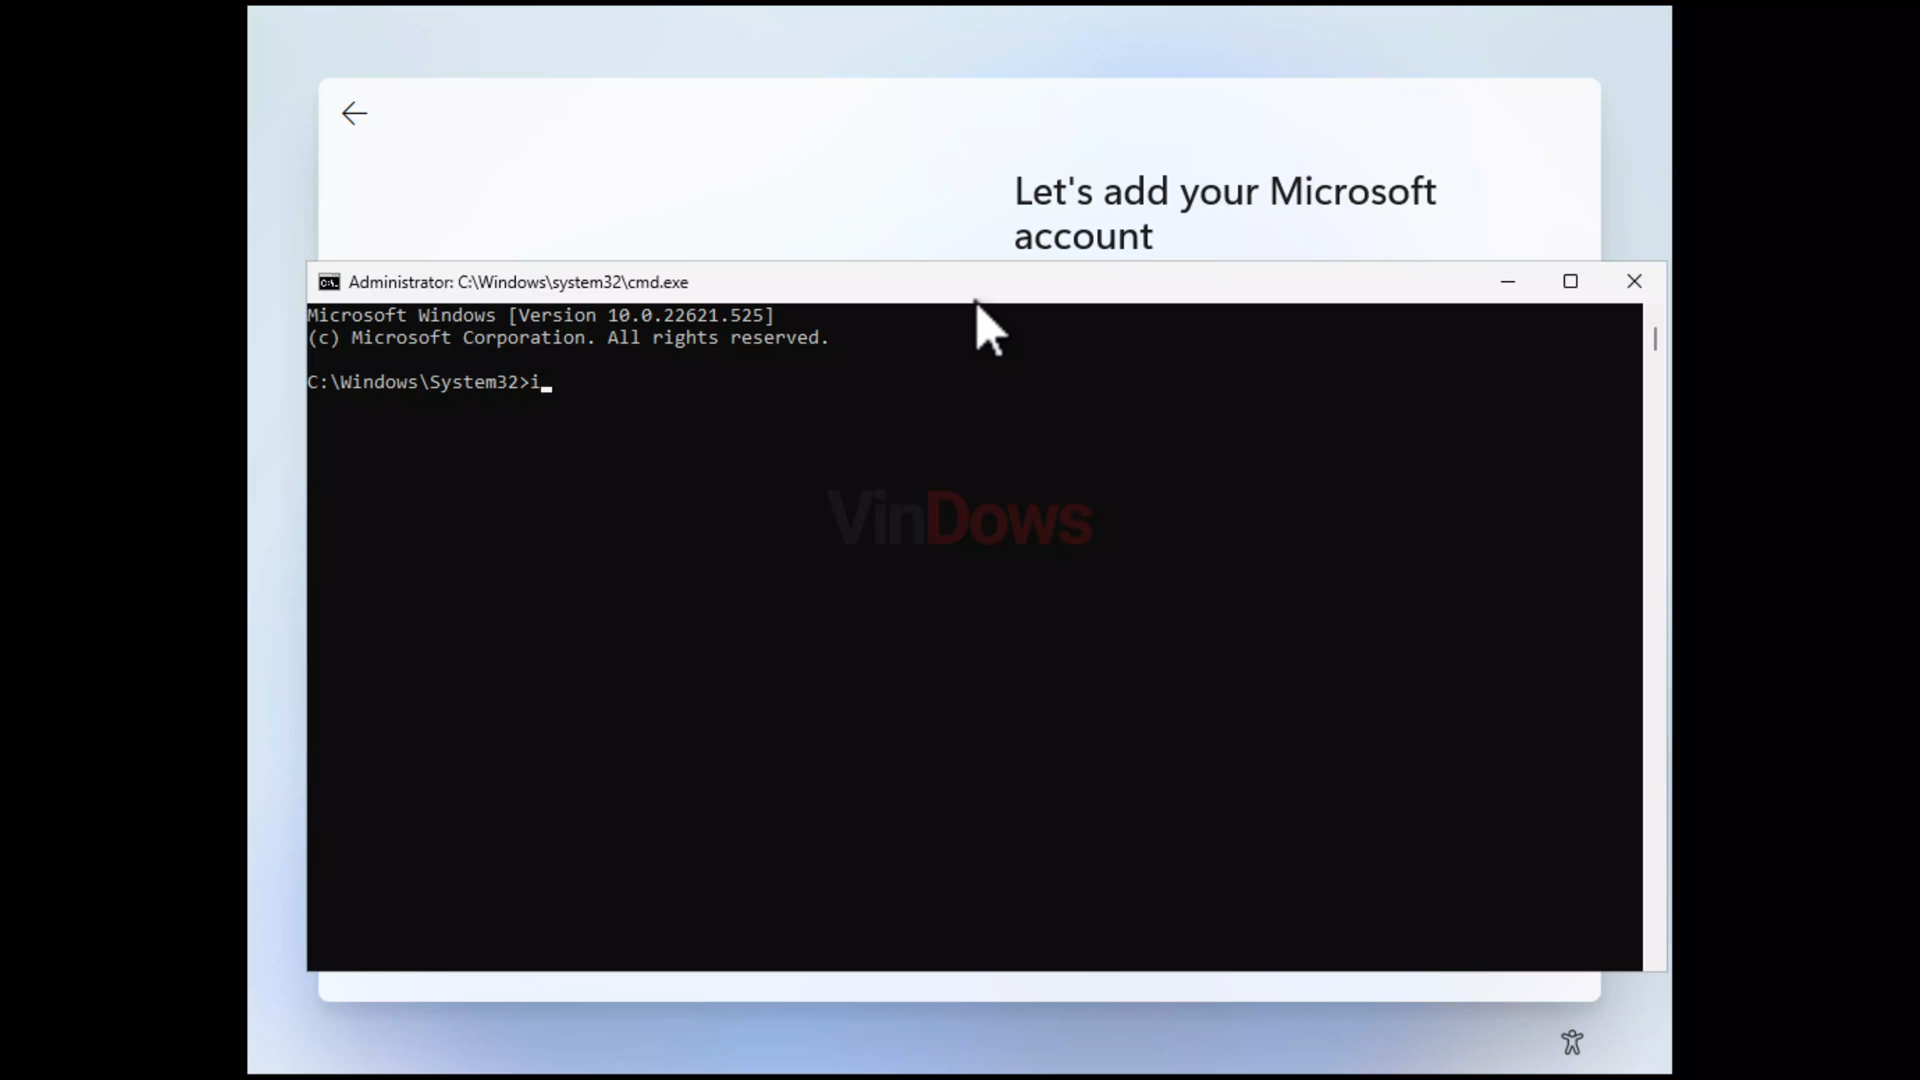 Let's add your Microsoft
account
Administrator: C:\Windows\system32\cmd.exe
Microsoft Windows [Version 10.0.22621.525]
(c) Microsoft Corporation. All rights reserved.
C:\Windows\System32>i
VinDows